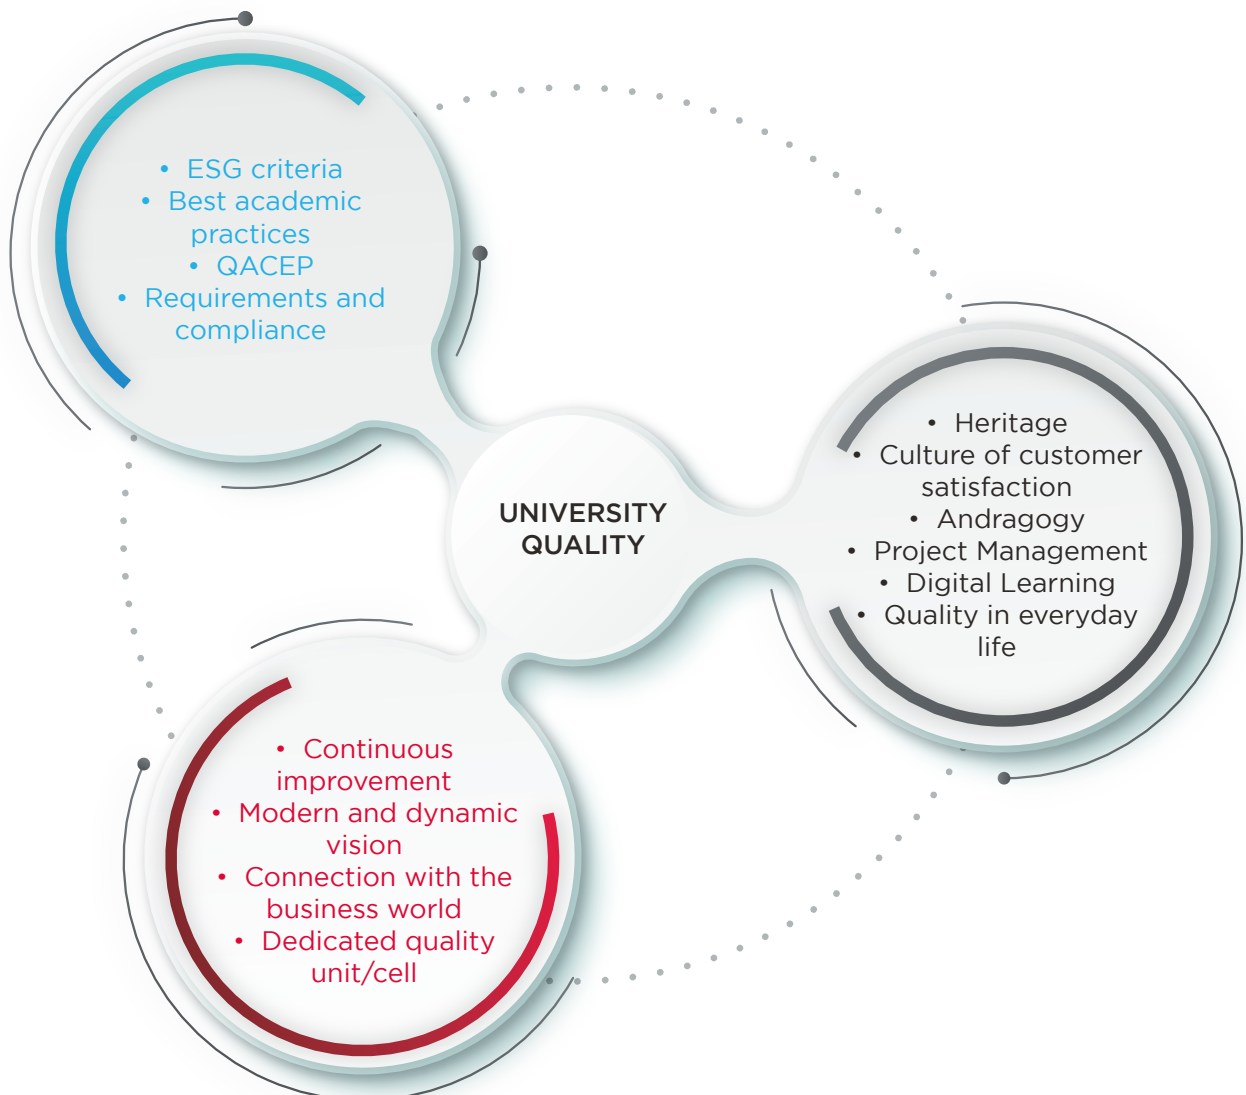 • ESG criteria
• Best academic
practices
• QACEP
• Requirements and
compliance
UNIVERSITY
QUALITY
• Heritage
• Culture of customer
satisfaction
• Andragogy
• Project Management
• Digital Learning
• Quality in everyday
life
• Continuous
improvement
• Modern and dynamic
vision
• Connection with the
business world
• Dedicated quality
unit/cell